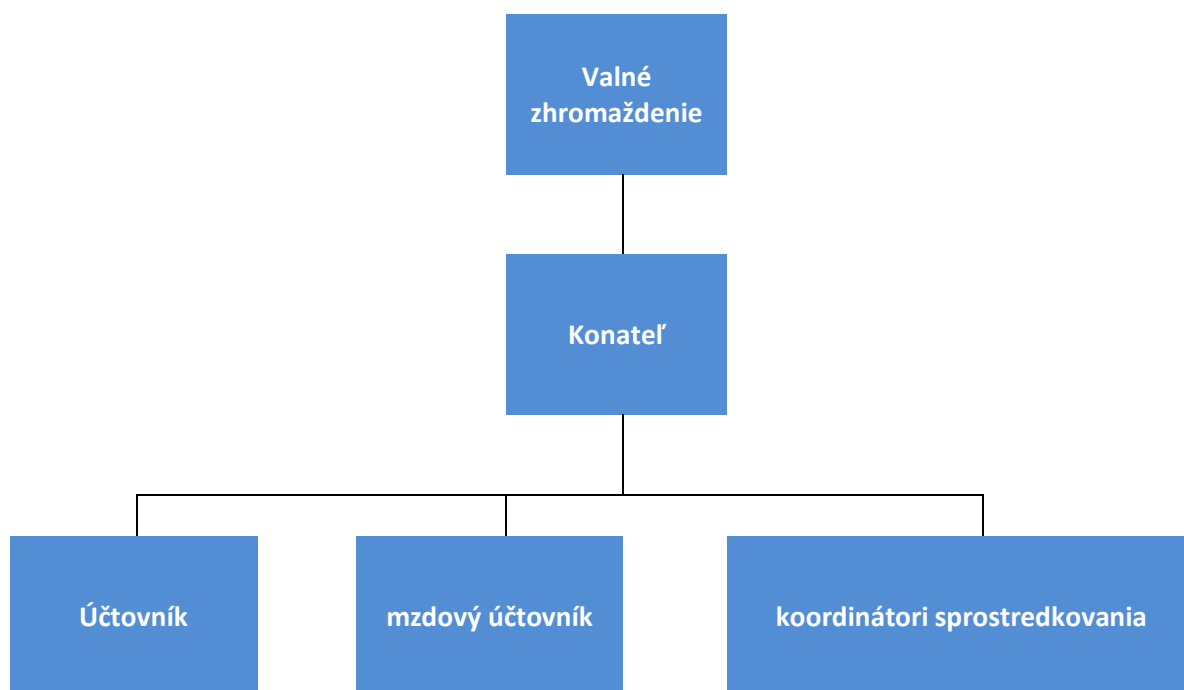 Valné
zhromaždenie
Konateľ
Účtovník
mzdový účtovník
koordinátori sprostredkovania